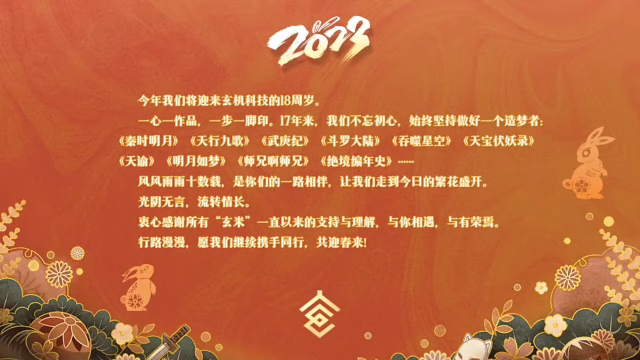 2023
今年我们将迎来玄机科技的18周岁。
一心一作品，一步一脚印。17年来，我们不忘初心，始终坚持做好一个造梦者：
《秦时明月》《天行九歌》《武庚纪》《斗罗大陆》《吞噬星空》《天宝伏妖录》
《天谕》《明月如梦》《师兄啊师兄》《绝境编年史》……
风风雨雨十数载，是你们的一路相伴，让我们走到今日的繁花盛开。
光阴无言，流转情长。
衷心感谢所有“玄米”一直以来的支持与理解，与你相遇，与有荣焉。
行路漫漫，愿我们继续携手同行，共迎春来!